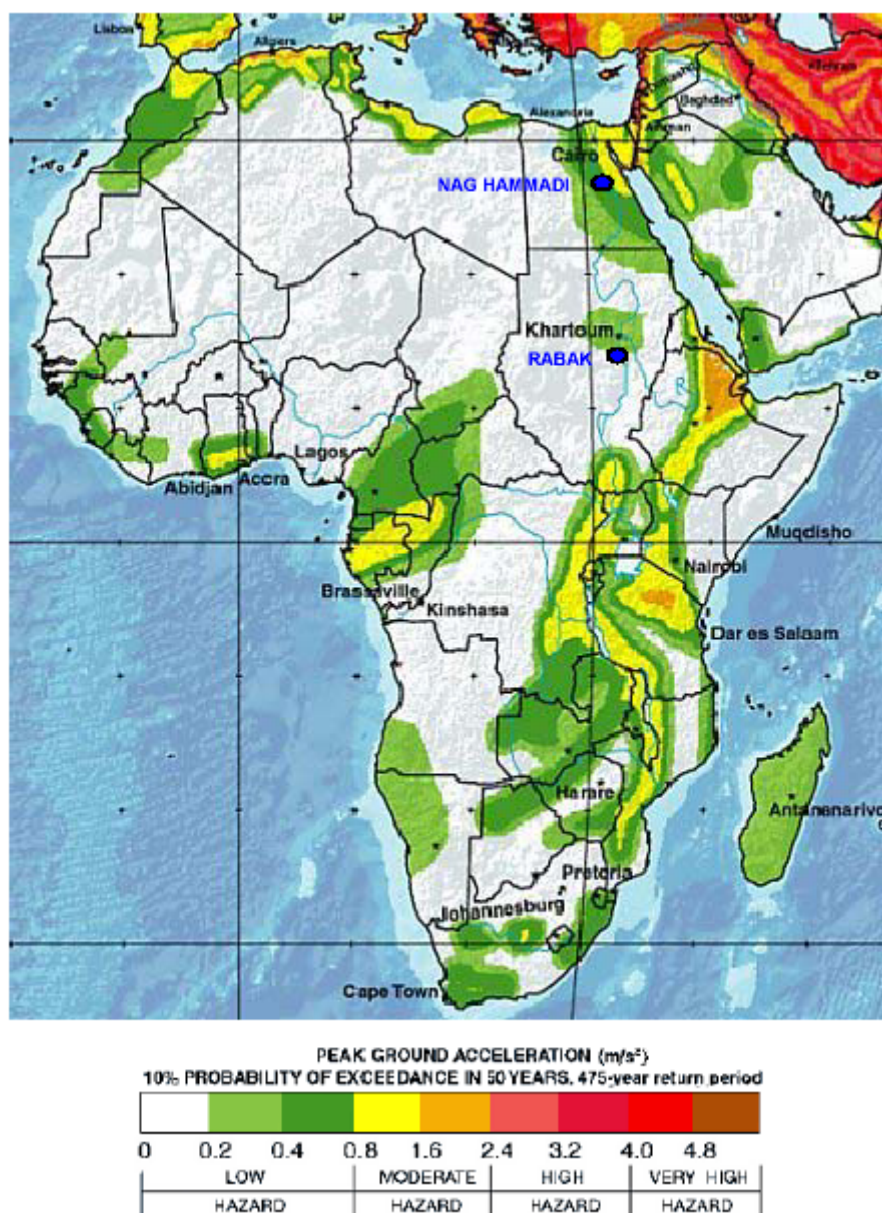 Lisboa
Algiers
Tehran
Damashq
Baghdad
Alexandria
Amman
Cairo
NAG HAMMADI
Khartoum
RABAK
Lagos
Abidjan
Accra
Muqdisho
Nairobi
Brassaville
Kinshasa
Dar es Salaam
Harare
Antananarivo
Pretoria
Johannesburg
Cape Town
PEAK GROUND ACCELERATION (m/s²)
10% PROBABILITY OF EXCEEDANCE IN 50 YEARS, 475-year return period
0 0.2 0.4 0.8 1.6 2.4 3.2 4.0 4.8
LOW MODERATE HIGH VERY HIGH
HAZARD HAZARD HAZARD HAZARD